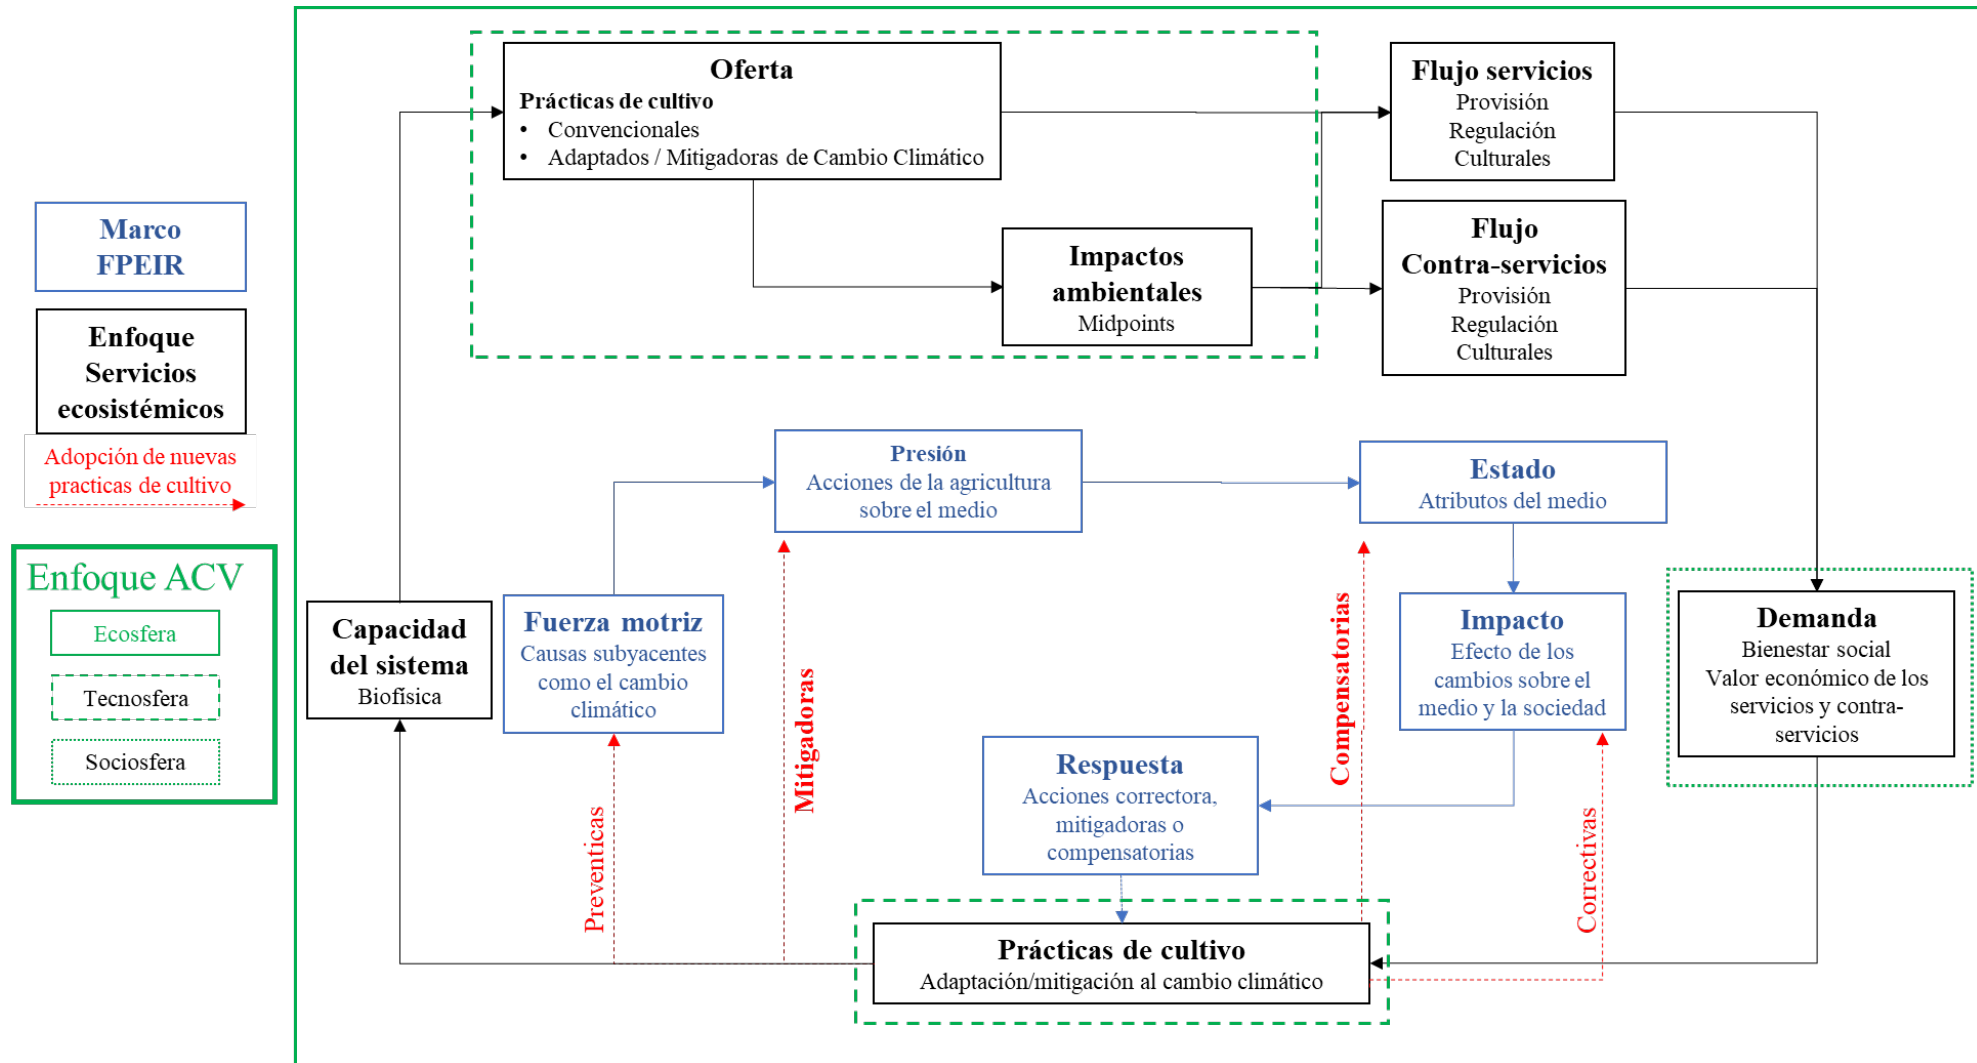 Marco
FPEIR
Enfoque
Servicios
ecosistémicos
Adopción de nuevas
practicas de cultivo
Enfoque ACV
Ecosfera
Tecnosfera
Sociosfera
Oferta
Prácticas de cultivo
• Convencionales
• Adaptados / Mitigadoras de Cambio Climático
Impactos
ambientales
Midpoints
Flujo servicios
Provisión
Regulación
Culturales
Flujo
Contra-servicios
Provisión
Regulación
Culturales
Presión
Acciones de la agricultura
sobre el medio
Estado
Atributos del medio
Capacidad
del sistema
Biofísica
Fuerza motriz
Causas subyacentes
como el cambio
climático
Mitigadoras
Compensatorias
Impacto
Efecto de los
cambios sobre el
medio y la sociedad
Demanda
Bienestar social
Valor económico de los
servicios y contra-
servicios
Respuesta
Acciones correctora,
mitigadoras o
compensatorias
Preventicas
Correctivas
Prácticas de cultivo
Adaptación/mitigación al cambio climático